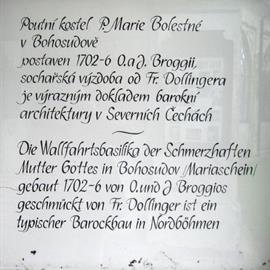 Poutní kostel P. Marie Bolestné
v Bohosudově
postaven 1702-6 O. a J. Broggii,
sochařská výzdoba od Fr. Dollingera
je výrazným dokladem barokní
architektury v Severních Čechách
Die Wallfahrtsbasilika der Schmerzhaften
Mutter Gottes in Bohosudov (Mariaschein)
gebaut 1702-6 von O. und J Broggios
geschmückt von Fr. Dollinger ist ein
typischer Barockbau in Nordböhmen